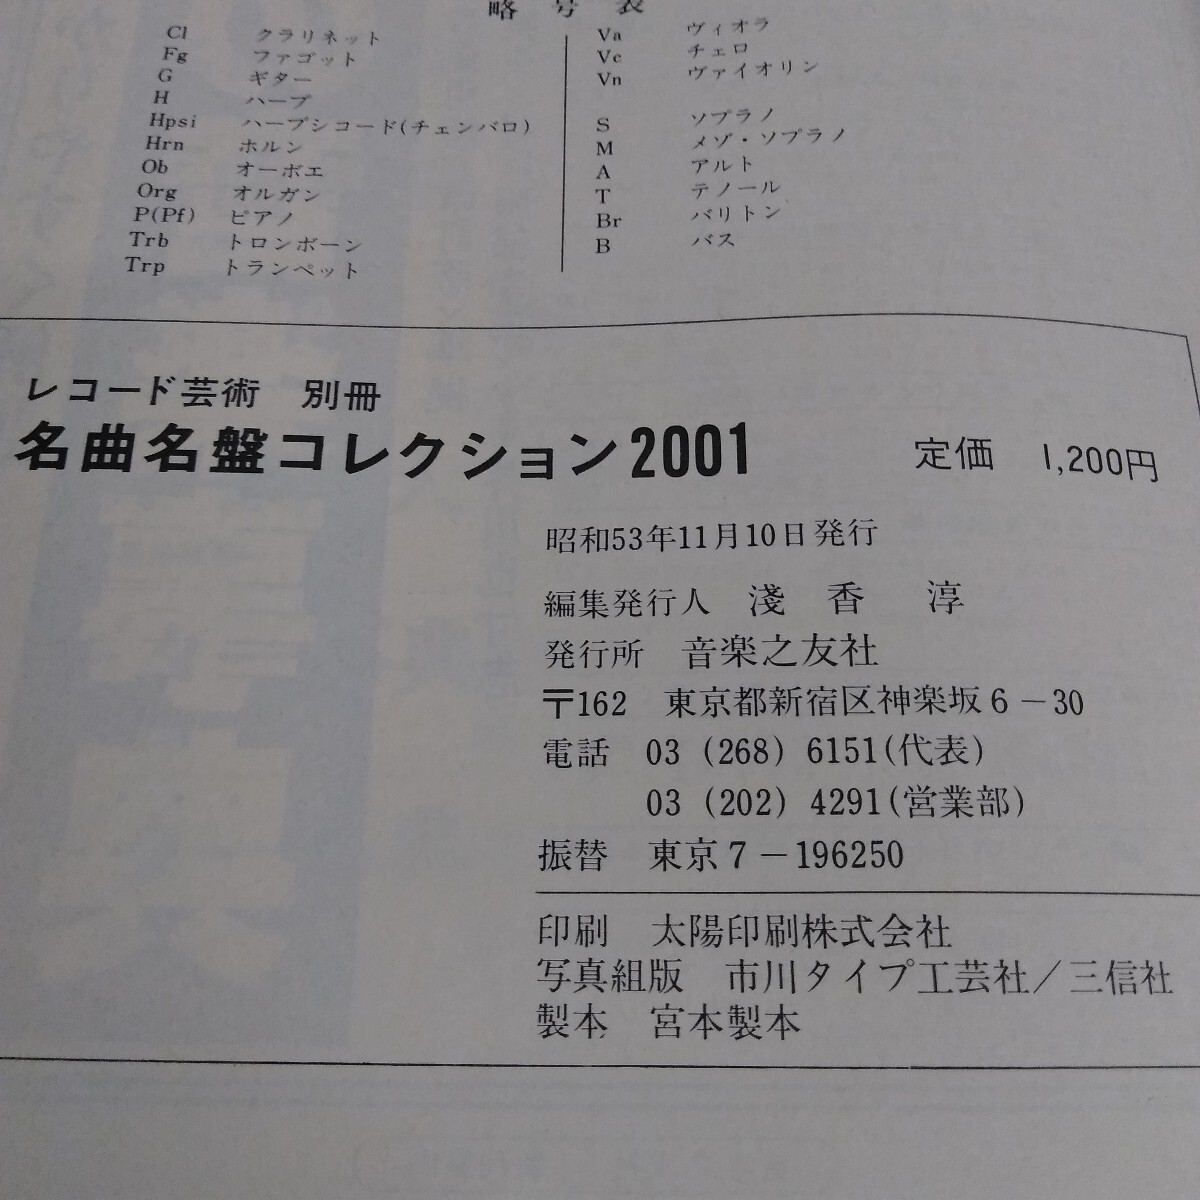 略号表
Cl クラリネット
Fg ファゴット
G ギター
H ハープ
Hpsi ハープシコード(チェンバロ)
Hrn ホルン
Ob オーボエ
Org オルガン
P(Pf) ピアノ
Trb トロンボーン
Trp トランペット
Va ヴィオラ
Vc チェロ
Vn ヴァイオリン
S ソプラノ
M メゾ・ソプラノ
A アルト
T テノール
Br バリトン
B バス
レコード芸術 別冊
名曲名盤コレクション2001 定価 1,200円
昭和53年11月10日発行
編集発行人 淺香 淳
発行所 音楽之友社
〒162 東京都新宿区神楽坂6-30
電話 03 (268) 6151(代表)
03 (202) 4291(営業部)
振替 東京7-196250
印刷 太陽印刷株式会社
写真組版 市川タイプ工芸社/三信社
製本 宮本製本